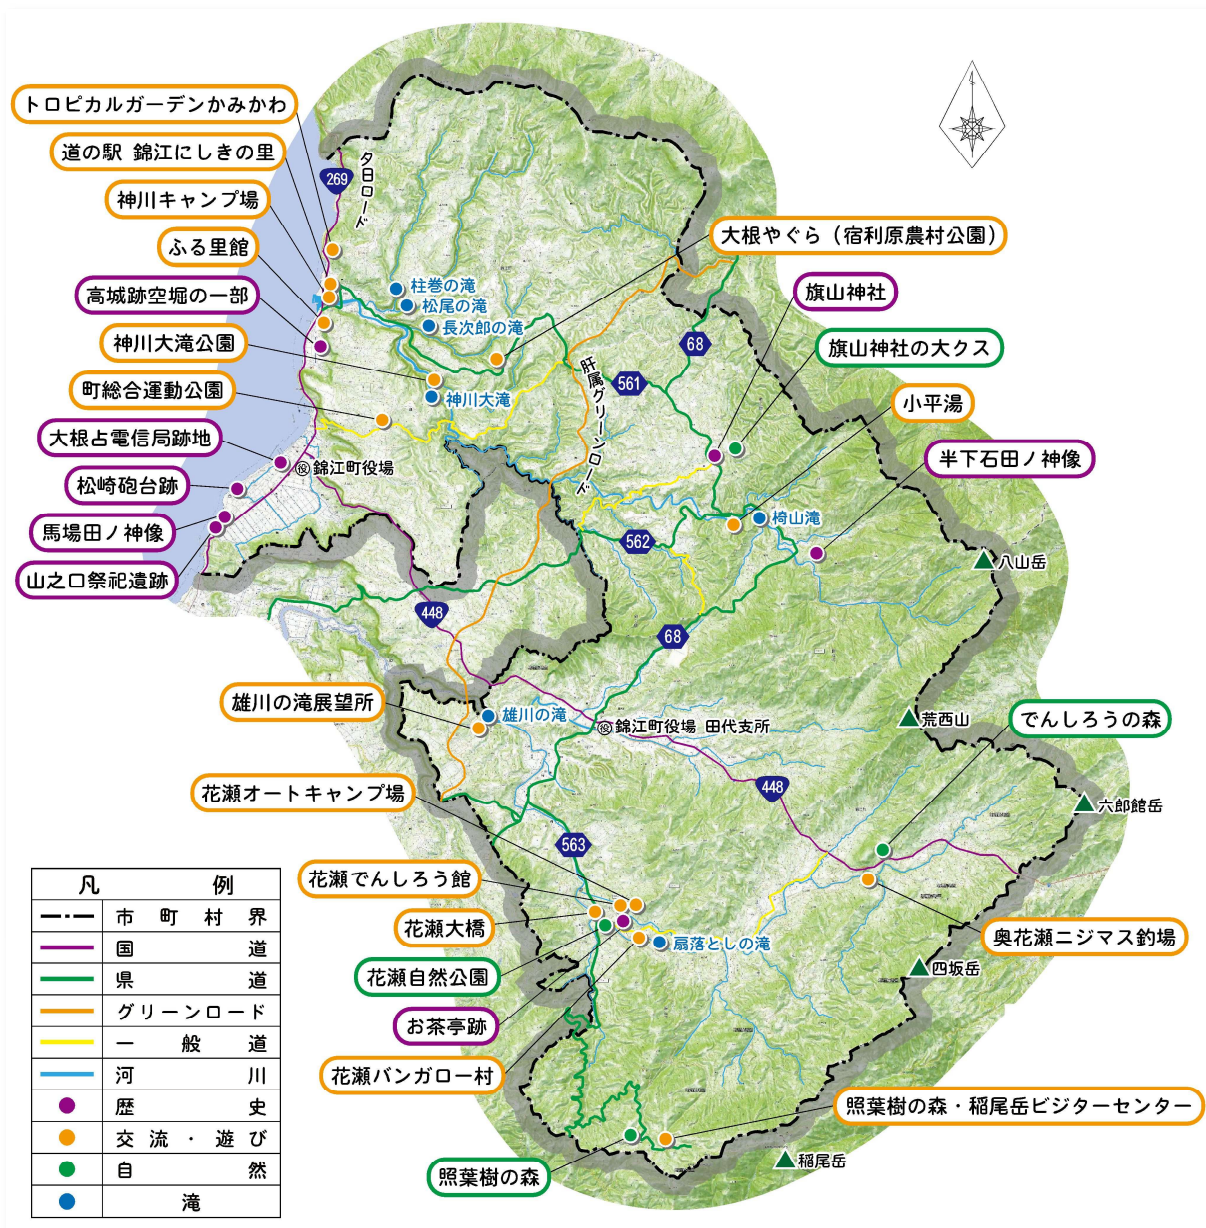 トロピカルガーデンかみかわ
道の駅 錦江にしきの里
神川キャンプ場
ふる里館
高城跡空堀の一部
神川大滝公園
町総合運動公園
大根占電信局跡地
松崎砲台跡
馬場田ノ神像
山之口祭祀遺跡
269
夕日ロード
柱巻の滝
松尾の滝
長次郎の滝
神川大滝
役 錦江町役場
肝属グリーンロード
大根やぐら（宿利原農村公園）
旗山神社
旗山神社の大クス
小平湯
半下石田ノ神像
68
561
562
椅山滝
八山岳
448
68
雄川の滝展望所
雄川の滝
役 錦江町役場 田代支所
荒西山
でんしろうの森
六郎館岳
448
花瀬オートキャンプ場
563
花瀬でんしろう館
花瀬大橋
花瀬自然公園
お茶亭跡
花瀬バンガロー村
扇落としの滝
奥花瀬ニジマス釣場
四坂岳
照葉樹の森・稲尾岳ビジターセンター
照葉樹の森
稲尾岳
凡例
市町村界
国道
県道
グリーンロード
一般道
河川
歴史
交流・遊び
自然
滝